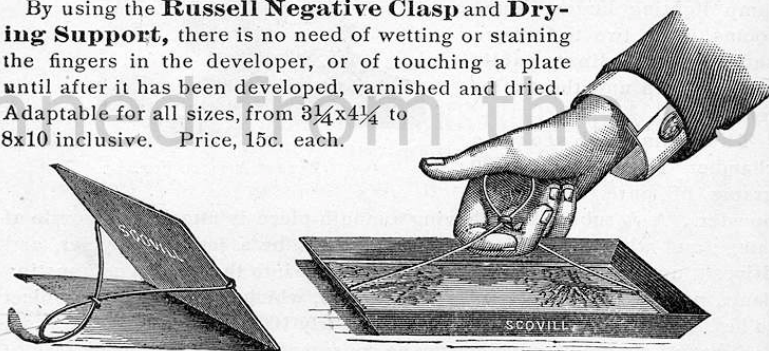 By using the Russell Negative Clasp and Dry-
ing Support, there is no need of wetting or staining
the fingers in the developer, or of touching a plate
until after it has been developed, varnished and dried.
Adaptable for all sizes, from 3¼x4¼ to
8x10 inclusive. Price, 15c. each.
SCOVILL
SCOVILL